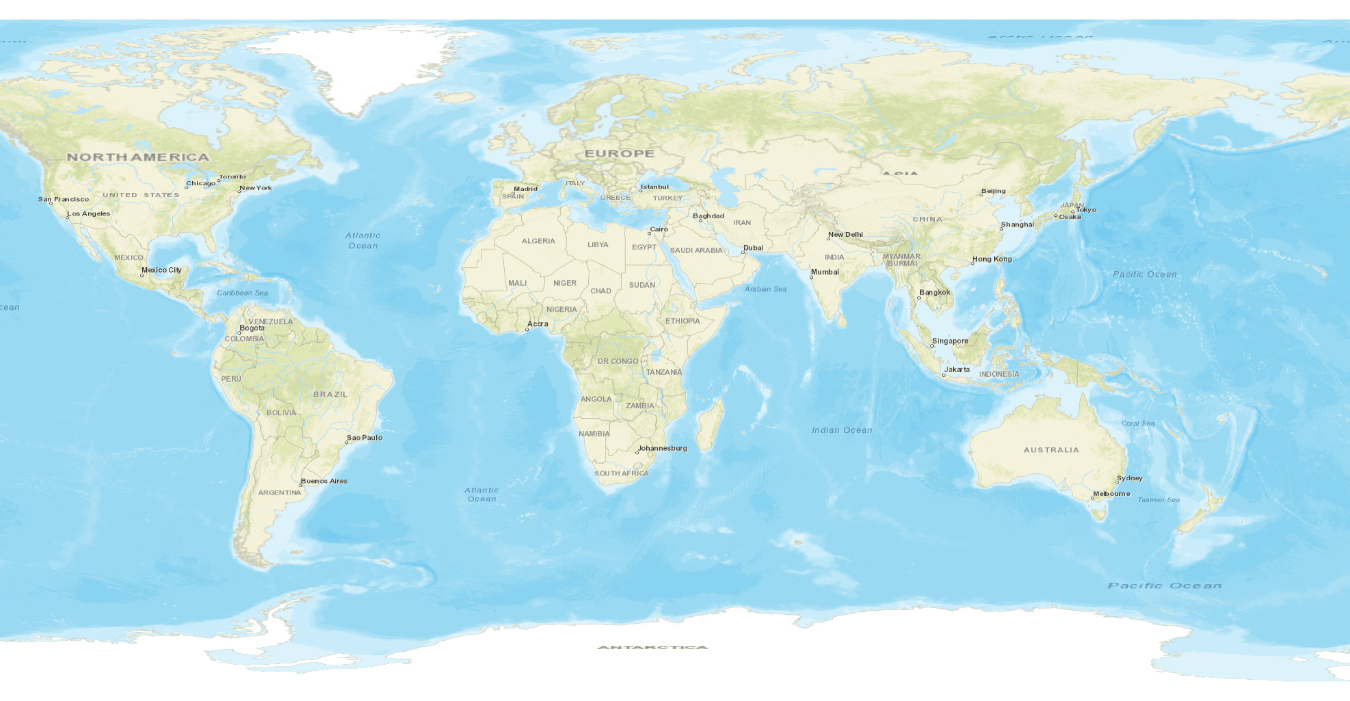 Arctic Ocean
NORTH AMERICA
EUROPE
ASIA
Toronto
Chicago
New York
UNITED STATES
San Francisco
Los Angeles
Madrid
SPAIN
ITALY
GREECE
Istanbul
TURKEY
Beijing
JAPAN
Tokyo
Osaka
Baghdad
IRAN
CHINA
Shanghai
Cairo
Atlantic
Ocean
ALGERIA
LIBYA
EGYPT
SAUDI ARABIA
Dubai
New Delhi
INDIA
MYANMAR
(BURMA)
Hong Kong
MÉXICO
Mexico City
Mumbai
Pacific Ocean
MALI
NIGER
CHAD
SUDAN
Arabian Sea
Bangkok
Caribbean Sea
ean
NIGERIA
VENEZUELA
Bogota
COLOMBIA
Accra
ETHIOPIA
Singapore
DR CONGO
TANZANIA
Jakarta
INDONESIA
PERU
BRAZIL
BOLIVIA
ANGOLA
ZAMBIA
Coral Sea
Indian Ocean
NAMIBIA
Sao Paulo
Johannesburg
AUSTRALIA
SOUTH AFRICA
Buenos Aires
ARGENTINA
Atlantic
Ocean
Sydney
Melbourne
Tasman Sea
Pacific Ocean
ANTARCTICA